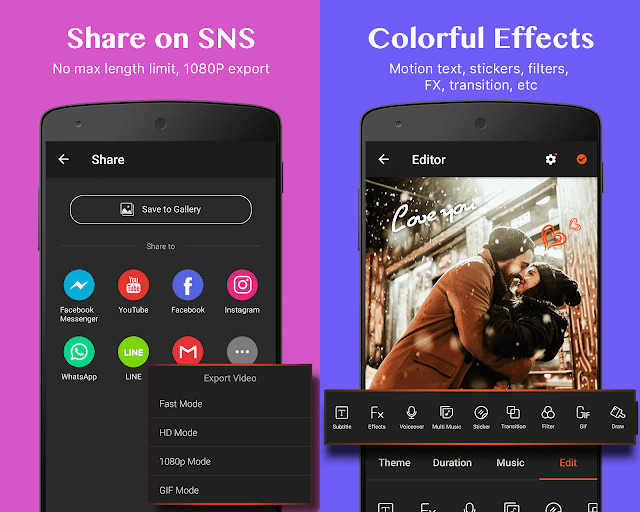 Share on SNS
No max length limit, 1080P export
Share
Save to Gallery
Share to
Facebook Messenger
YouTube
Facebook
Instagram
WhatsApp
LINE
LINE
Export Video
Fast Mode
HD Mode
1080p Mode
GIF Mode
Colorful Effects
Motion text, stickers, filters,
FX, transition, etc
Editor
Love you
Subtitle
Effects
Voiceover
Multi Music
Sticker
Transition
Filter
Gif
Draw
Theme
Duration
Music
Edit